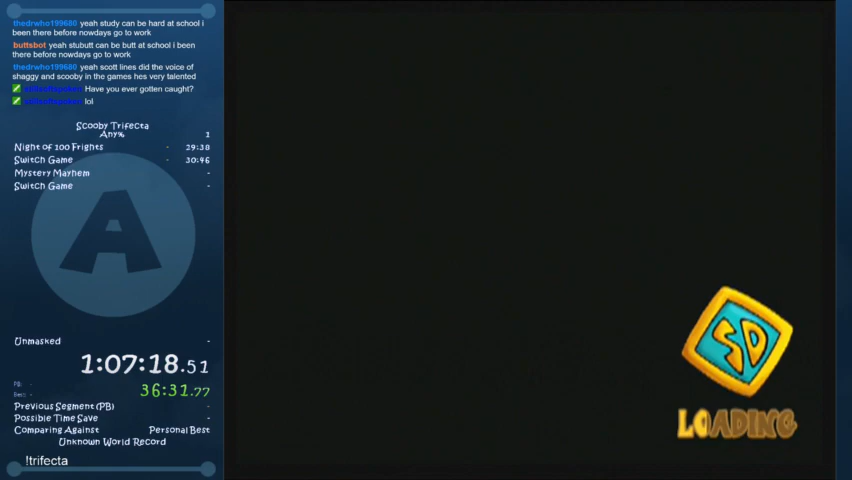 thedrwho199680 yeah study can be hard at school i
been there before nowdays go to work
buttsbot yeah stubutt can be butt at school i been
there before nowdays go to work
thedrwho199680 yeah scott lines did the voice of
shaggy and scooby in the games hes very talented
Have you ever gotten caught?
lol
Scooby Trifecta
Any% 1
Night of 100 Frights - 29:38
Switch Game - 30:46
Mystery Mayhem -
Switch Game -
A
Unmasked -
1:07:18.51
PB: -
Best: -
36:31.77
Previous Segment (PB) -
Possible Time Save -
Comparing Against Personal Best
Unknown World Record
!trifecta
SD
LOADING